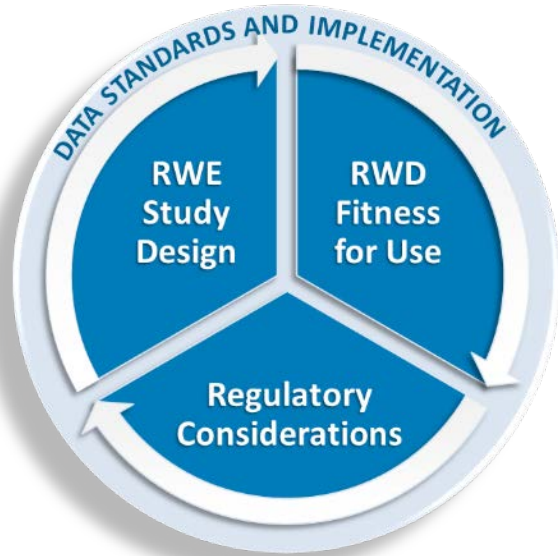 DATA STANDARDS AND IMPLEMENTATION
RWE
Study
Design
RWD
Fitness
for Use
Regulatory
Considerations